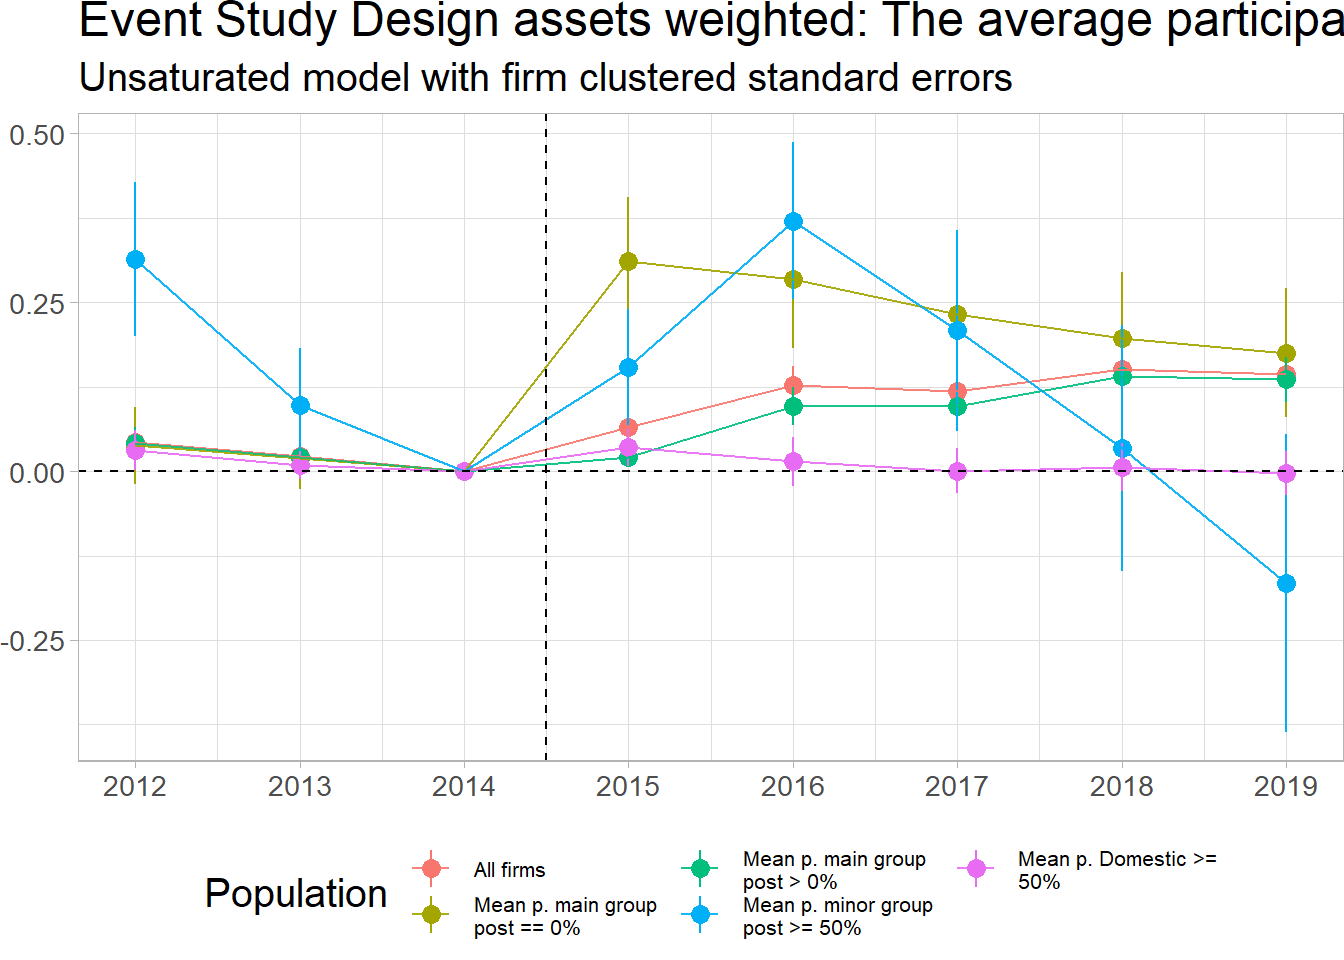 Event Study Design assets weighted: The average participa
Unsaturated model with firm clustered standard errors
0.50
0.25
0.00
-0.25
2012 2013 2014 2015 2016 2017 2018 2019
Population
All firms
Mean p. main group
post == 0%
Mean p. main group
post > 0%
Mean p. minor group
post >= 50%
Mean p. Domestic >=
50%